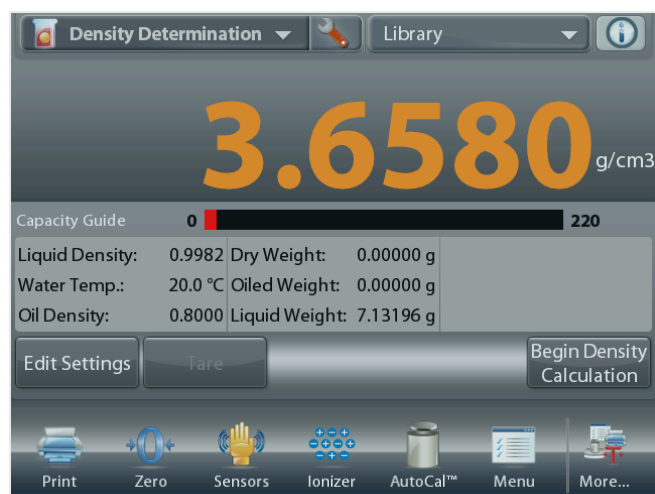 Density Determination
Library
3.6580 g/cm3
Capacity Guide 0 220
Liquid Density: 0.9982 Dry Weight: 0.00000 g
Water Temp.: 20.0 °C Oiled Weight: 0.00000 g
Oil Density: 0.8000 Liquid Weight: 7.13196 g
Edit Settings Tare Begin Density
Calculation
Print Zero Sensors Ionizer AutoCal™ Menu More...